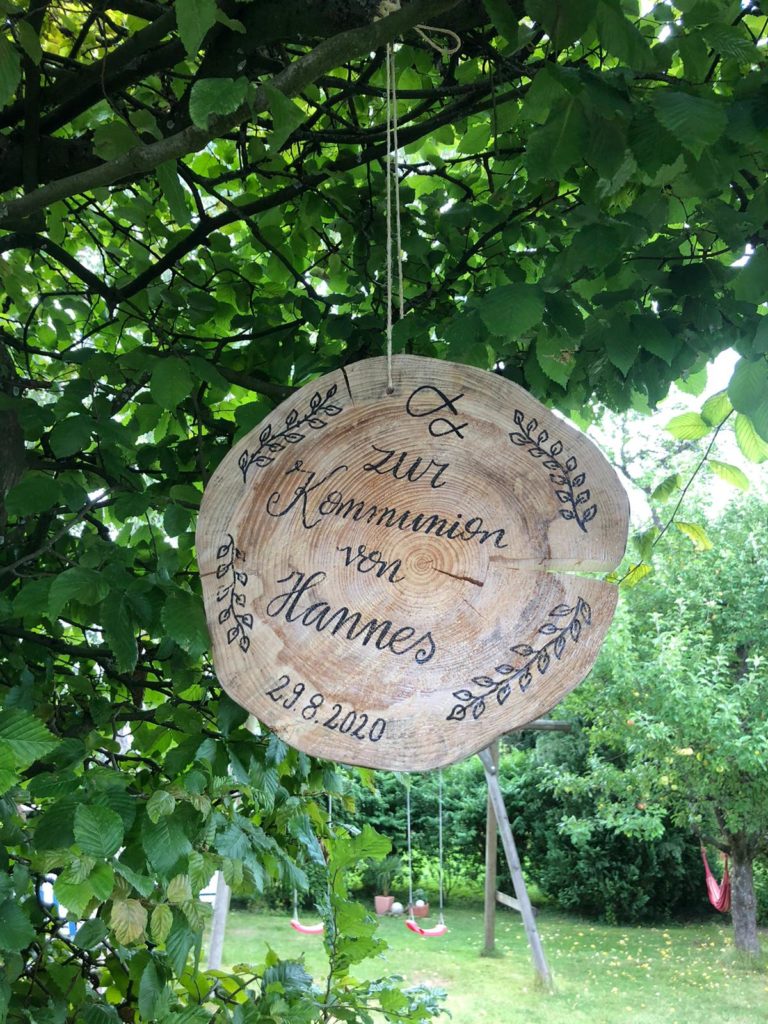 zur
Kommunion
von
Hannes
29.8.2020